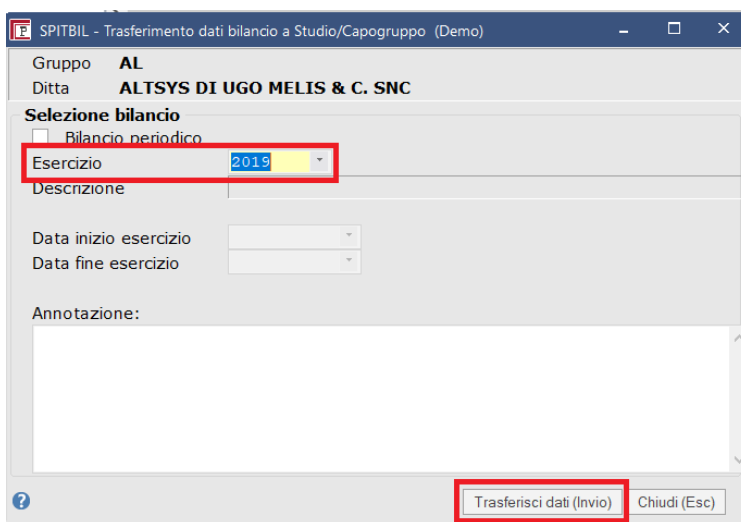 SPITBIL - Trasferimento dati bilancio a Studio/Capogruppo (Demo)
Gruppo AL
Ditta ALTSYS DI UGO MELIS & C. SNC
Selezione bilancio
Bilancio periodico
Esercizio 2019
Descrizione
Data inizio esercizio
Data fine esercizio
Annotazione:
Trasferisci dati (Invio) Chiudi (Esc)